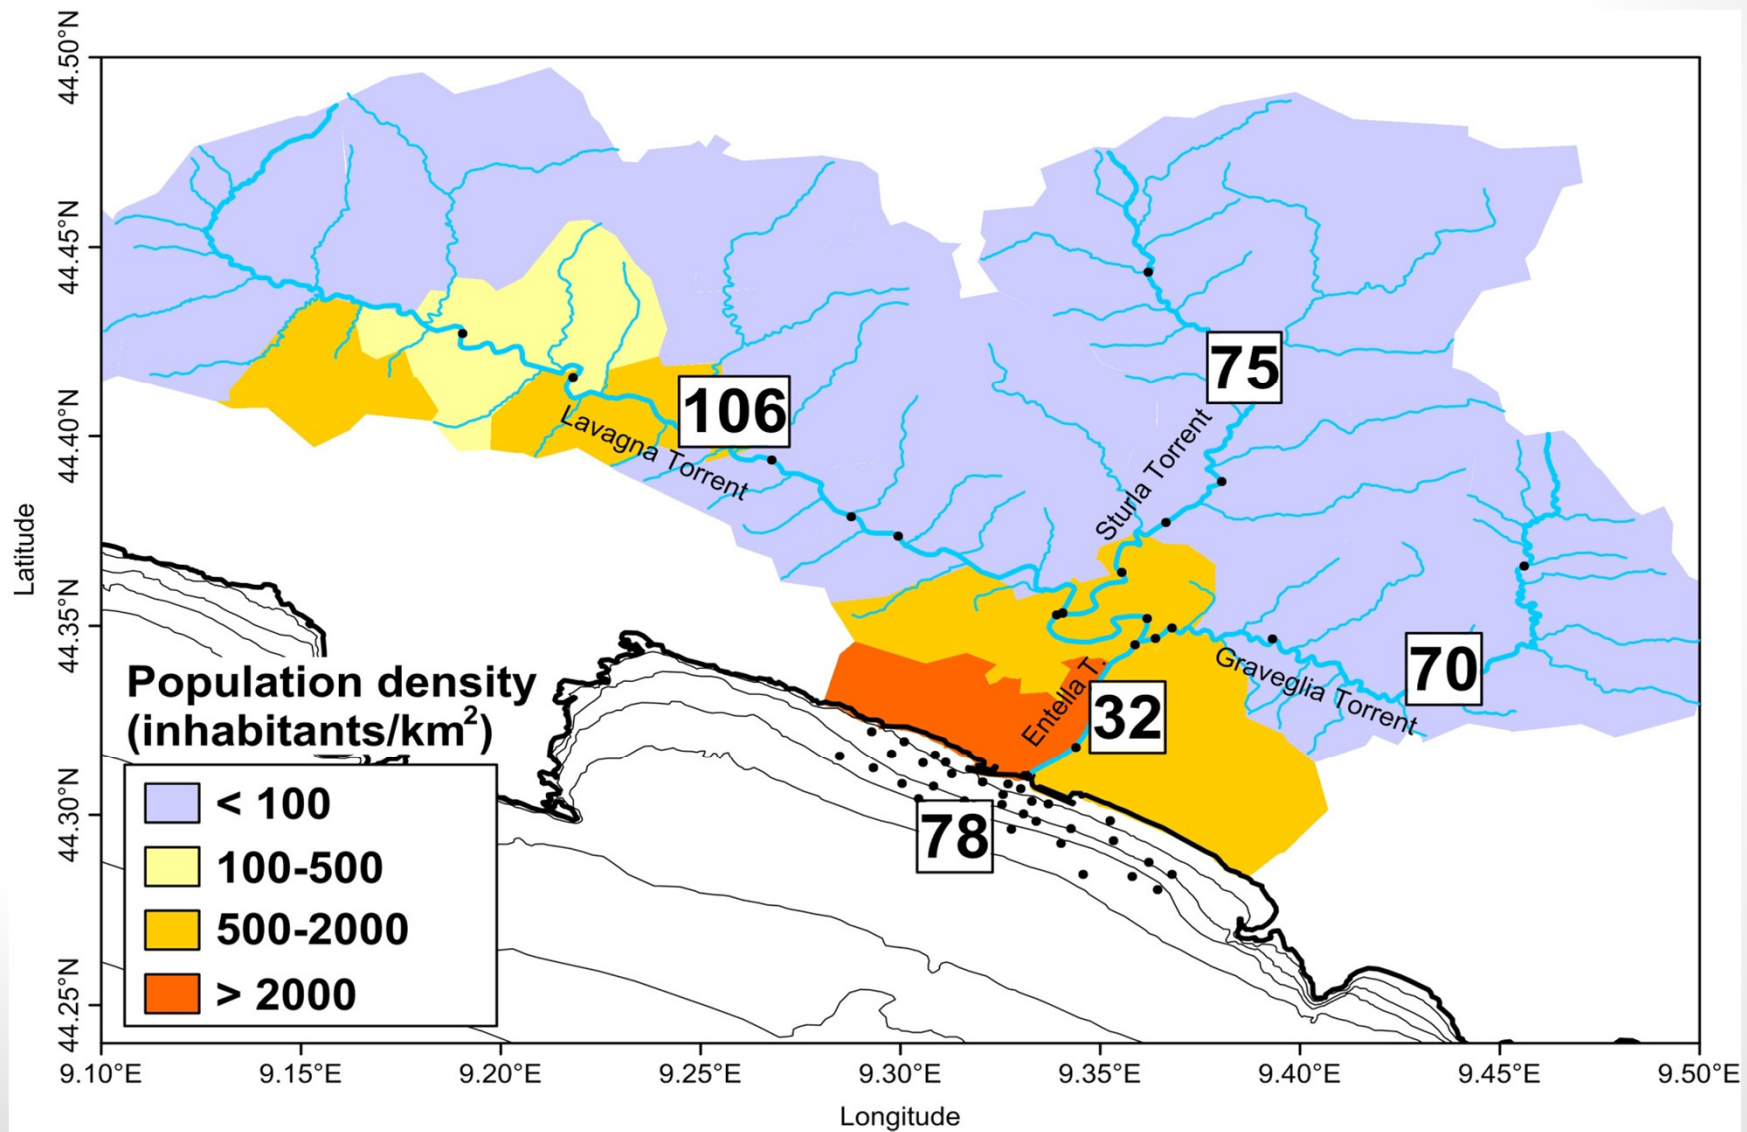 44.50°N
44.45°N
44.40°N
44.35°N
44.30°N
44.25°N
Latitude
106
75
Lavagna Torrent
Sturla Torrent
Graveglia Torrent
70
Entella T.
32
78
Population density
(inhabitants/km²)
< 100
100-500
500-2000
> 2000
9.10°E
9.15°E
9.20°E
9.25°E
9.30°E
9.35°E
9.40°E
9.45°E
9.50°E
Longitude